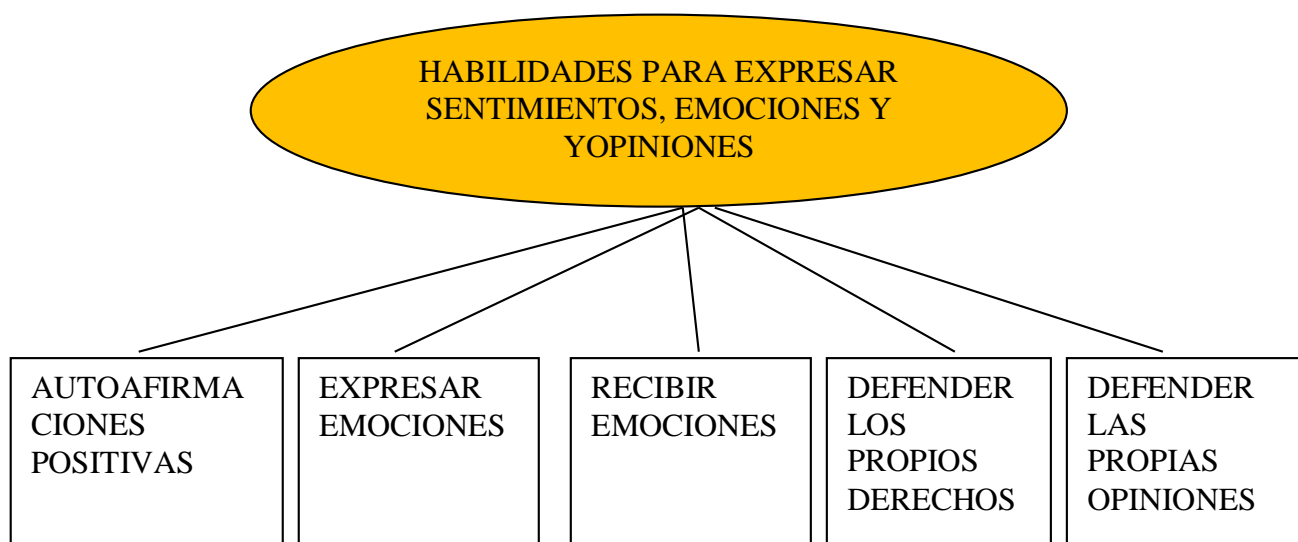 HABILIDADES PARA EXPRESAR
SENTIMIENTOS, EMOCIONES Y
YOPINIONES
AUTOAFIRMA
CIONES
POSITIVAS
EXPRESAR
EMOCIONES
RECIBIR
EMOCIONES
DEFENDER
LOS
PROPIOS
DERECHOS
DEFENDER
LAS
PROPIAS
OPINIONES